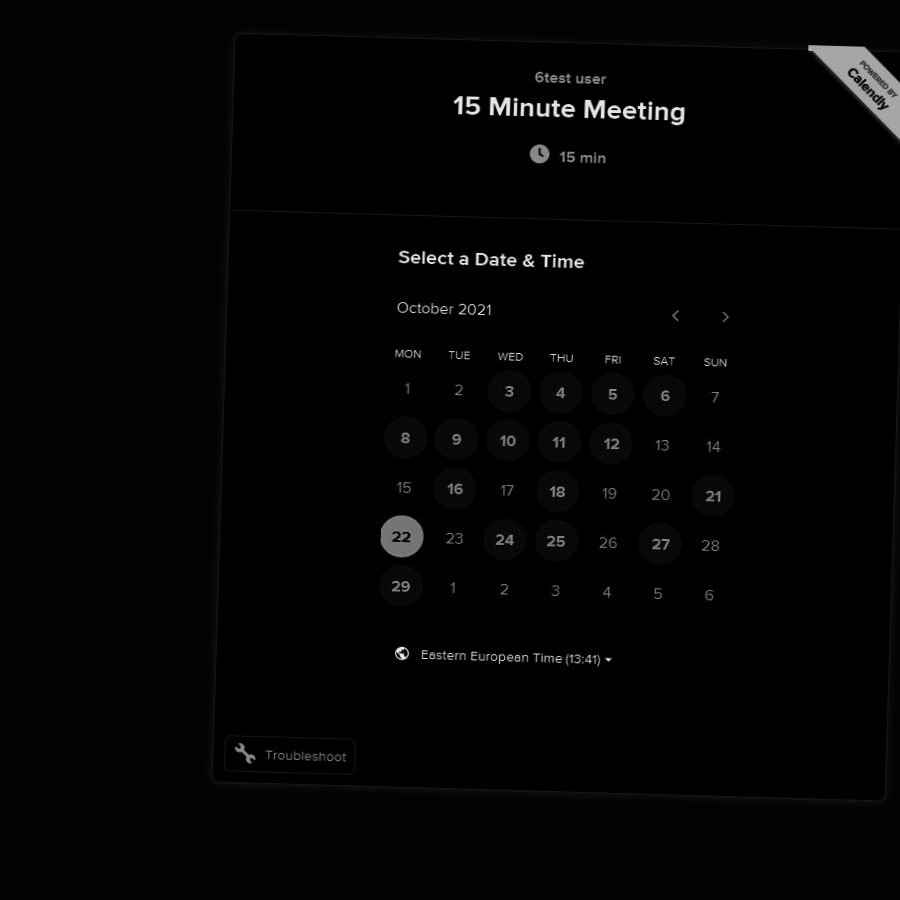 POWERED BY
Calendly
6test user
15 Minute Meeting
15 min
Select a Date & Time
October 2021
MON TUE WED THU FRI SAT SUN
1 2 3 4 5 6 7
8 9 10 11 12 13 14
15 16 17 18 19 20 21
22 23 24 25 26 27 28
29 1 2 3 4 5 6
Eastern European Time (13:41)
Troubleshoot